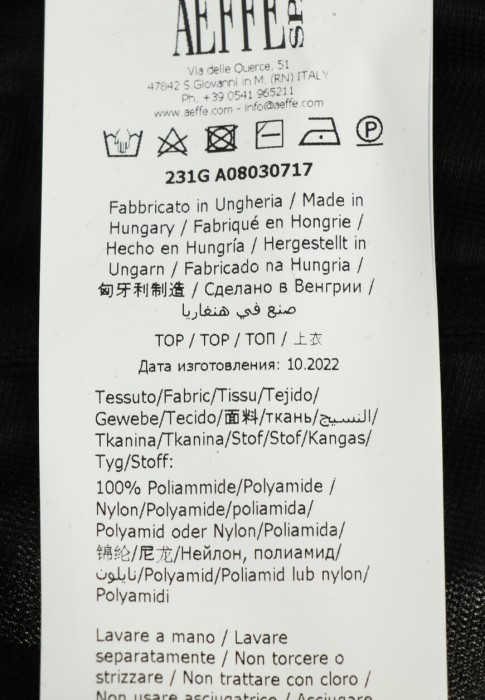 AEFFE SPA
Via delle Querce, 51
47842 S.Giovanni in M. (RN) ITALY
Ph. +39 0541 965211
www.aeffe.com - info@aeffe.com
P
231G A08030717
Fabbricato in Ungheria / Made in
Hungary / Fabriqué en Hongrie /
Hecho en Hungría / Hergestellt in
Ungarn / Fabricado na Hungria /
匈牙利制造 / Сделано в Венгрии /
صنع في هنغاريا
TOP / TOP / ТОП / 上衣
Дата изготовления: 10.2022
Tessuto/Fabric/Tissu/Tejido/
Gewebe/Tecido/面料/ткань/النسيج/
Tkanina/Tkanina/Stof/Stof/Kangas/
Tyg/Stoff:
100% Poliammide/Polyamide /
Nylon/Polyamide/poliamida/
Polyamid oder Nylon/Poliamida/
锦纶/尼龙/Нейлон, полиамид/
نايلون/Polyamid/Poliamid lub nylon/
Polyamidi
Lavare a mano / Lavare
separatamente / Non torcere o
strizzare / Non trattare con cloro /
Non usare asciugatrice / Asciugare